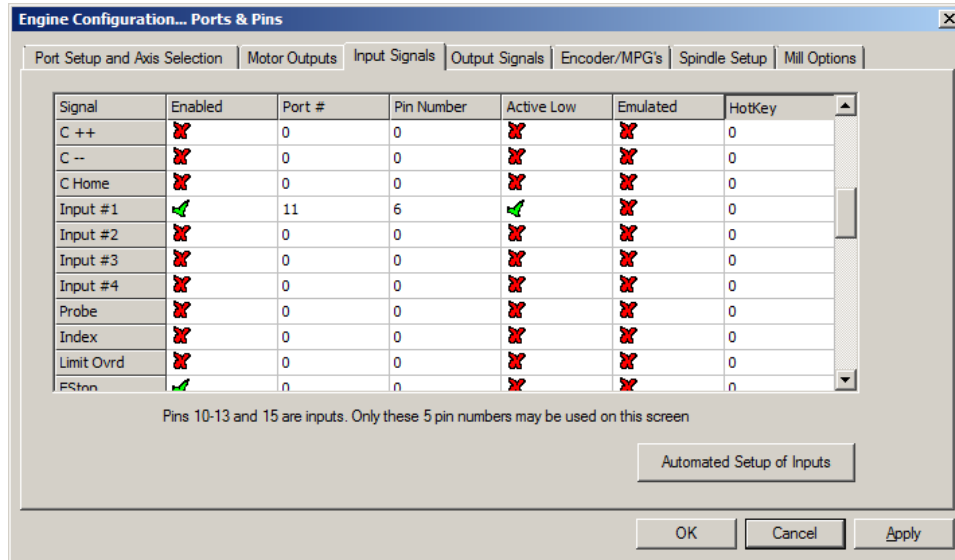 Engine Configuration... Ports & Pins
Port Setup and Axis Selection Motor Outputs Input Signals Output Signals Encoder/MPG's Spindle Setup Mill Options
Signal Enabled Port # Pin Number Active Low Emulated HotKey
C ++ 0 0 0
C -- 0 0 0
C Home 0 0 0
Input #1 11 6 0
Input #2 0 0 0
Input #3 0 0 0
Input #4 0 0 0
Probe 0 0 0
Index 0 0 0
Limit Ovrd 0 0 0
EStop 0 0 0
Pins 10-13 and 15 are inputs. Only these 5 pin numbers may be used on this screen
Automated Setup of Inputs
OK Cancel Apply